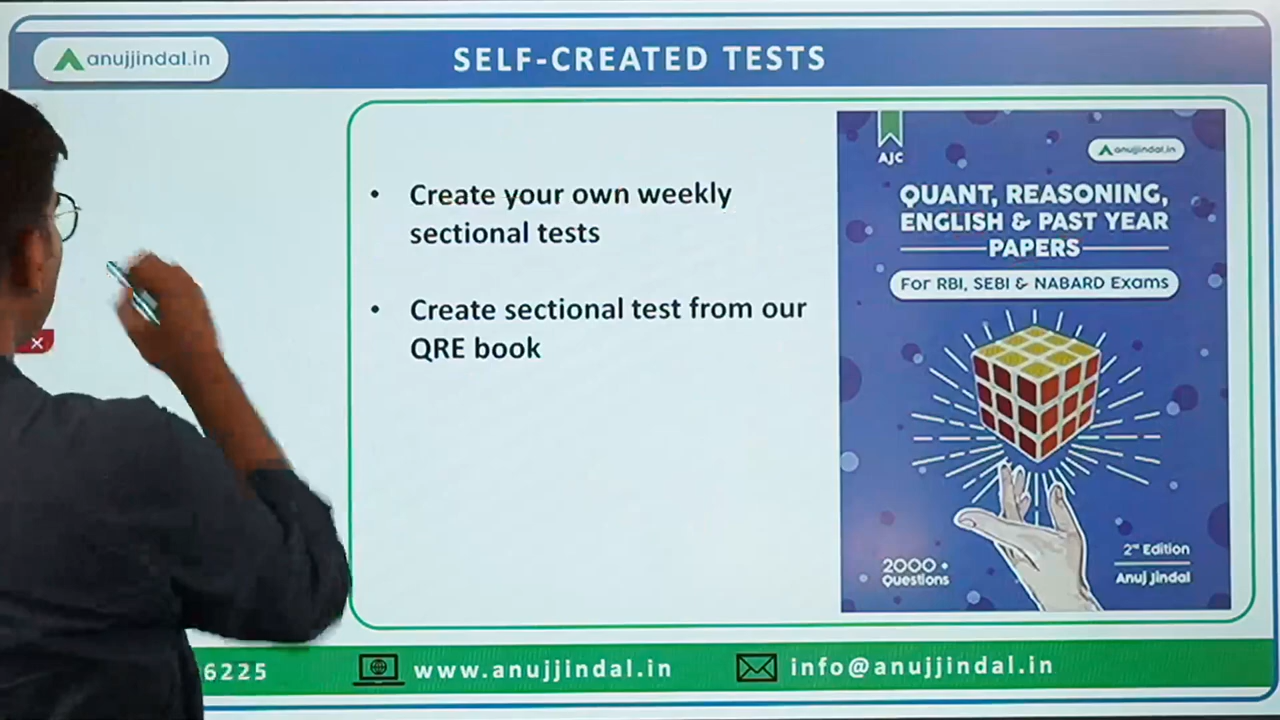 anujjindal.in
SELF-CREATED TESTS
• Create your own weekly
sectional tests
• Create sectional test from our
QRE book
AJC
anujjindal.in
QUANT, REASONING,
ENGLISH & PAST YEAR
PAPERS
For RBI, SEBI & NABARD Exams
2000+
Questions
2nd Edition
Anuj Jindal
6225
www.anujjindal.in
info@anujjindal.in